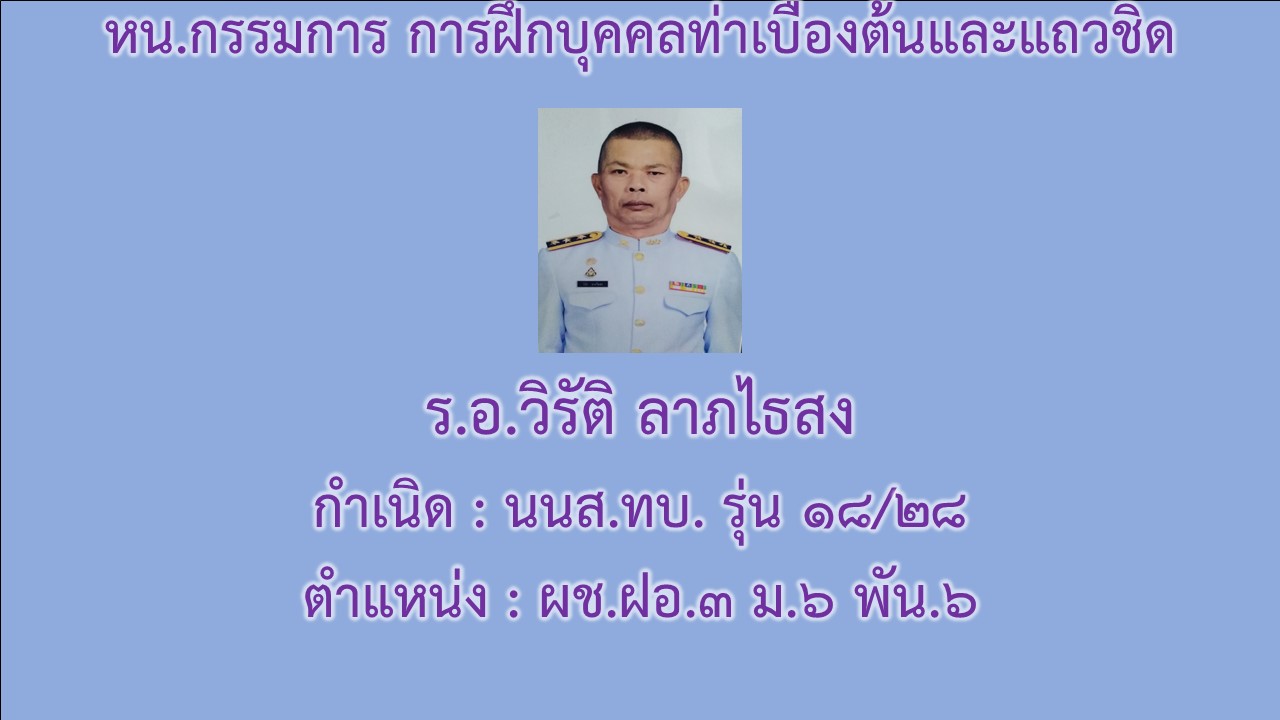 หน.กรรมการ การฝึกบุคคลท่าเบื้องต้นและแถวชิด
ร.อ.วิรัติ ลาภไธสง
กำเนิด : นนส.ทบ. รุ่น ๑๘/๒๘
ตำแหน่ง : ผช.ฝอ.๓ ม.๖ พัน.๖